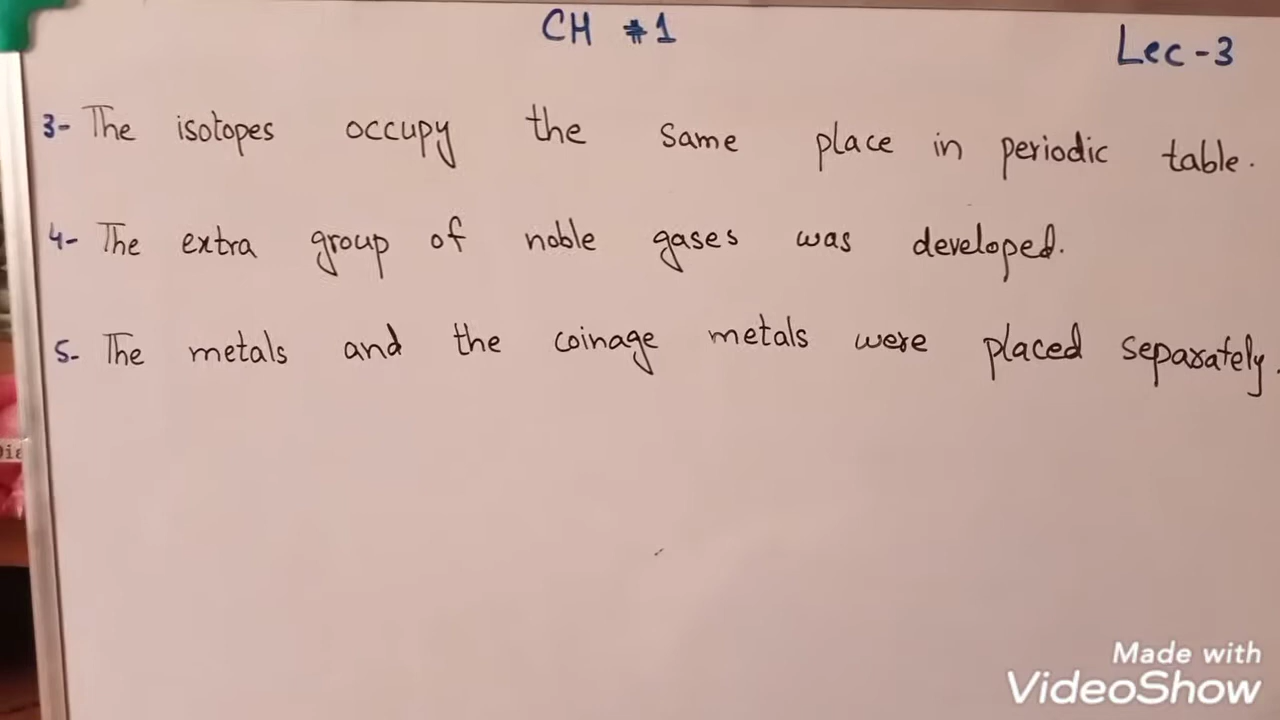 CH #1
Lec-3
3- The isotopes occupy the same place in periodic table.
4- The extra group of noble gases was developed.
5- The metals and the coinage metals were placed separately.
Made with
VideoShow